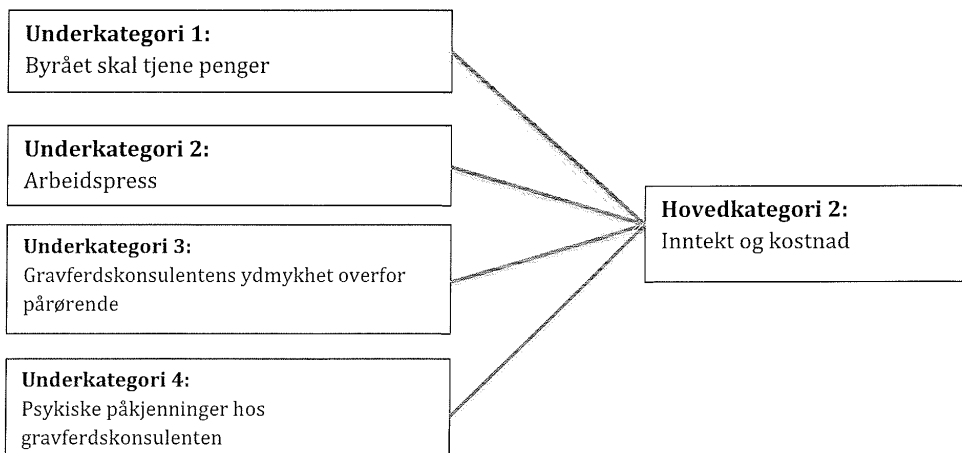 Underkategori 1:
Byrået skal tjene penger
Underkategori 2:
Arbeidspress
Underkategori 3:
Gravferdskonsulentens ydmykhet overfor
pårørende
Underkategori 4:
Psykiske påkjenninger hos
gravferdskonsulenten
Hovedkategori 2:
Inntekt og kostnad